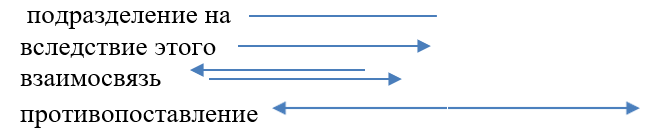 подразделение на
вследствие этого
взаимосвязь
противопоставление